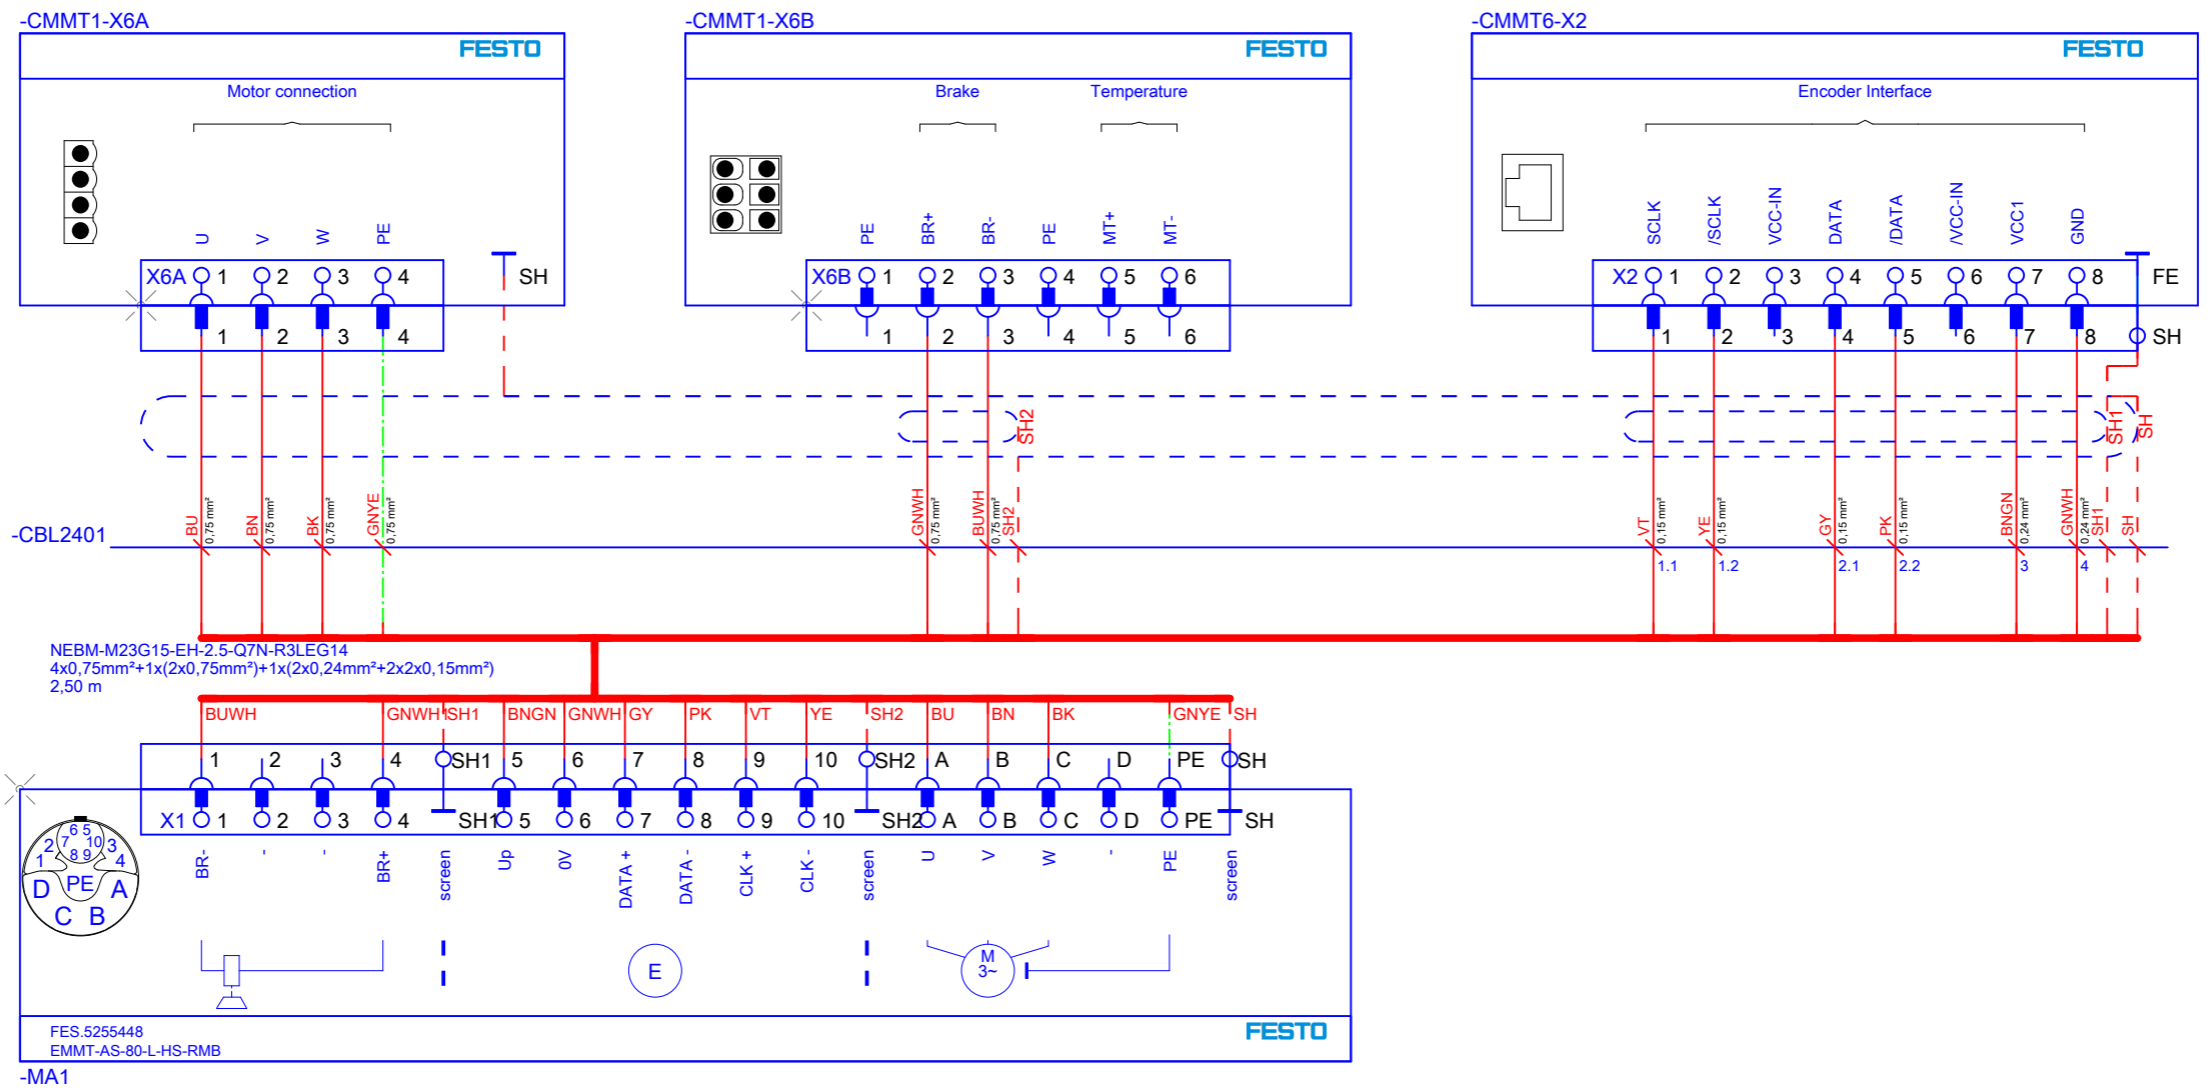 -CMMT1-X6A
-CMMT1-X6B
-CMMT6-X2
FESTO
FESTO
FESTO
Motor connection
Brake
Temperature
Encoder Interface
U
V
W
PE
PE
BR+
BR-
PE
MT+
MT-
SCLK
/SCLK
VCC-IN
DATA
/DATA
/VCC-IN
VCC1
GND
X6A 1 2 3 4 SH
X6B 1 2 3 4 5 6
X2 1 2 3 4 5 6 7 8 FE
1 2 3 4
1 2 3 4 5 6
1 2 3 4 5 6 7 8 SH
SH2
SH1
SH
BU
0,75 mm²
BN
0,75 mm²
BK
0,75 mm²
GNYE
0,75 mm²
GNWH
0,75 mm²
BUWH
0,75 mm²
SH2
VT
0,15 mm²
YE
0,15 mm²
GY
0,15 mm²
PK
0,15 mm²
BNGN
0,24 mm²
GNWH
0,24 mm²
SH1
SH
-CBL2401
1.1 1.2 2.1 2.2 3 4
NEBM-M23G15-EH-2.5-Q7N-R3LEG14
4x0,75mm²+1x(2x0,75mm²)+1x(2x0,24mm²+2x2x0,15mm²)
2,50 m
BUWH GNWH SH1 BNGN GNWH GY PK VT YE SH2 BU BN BK GNYE SH
1 2 3 4 SH1 5 6 7 8 9 10 SH2 A B C D PE SH
X1 1 2 3 4 SH1 5 6 7 8 9 10 SH2 A B C D PE SH
6 5
2 7 10 3
1 8 9 4
D PE A
C B
BR-
-
-
BR+
screen
Up
0V
DATA +
DATA -
CLK +
CLK -
screen
U
V
W
-
PE
screen
E
M
3~
FES.5255448
EMMT-AS-80-L-HS-RMB
FESTO
-MA1